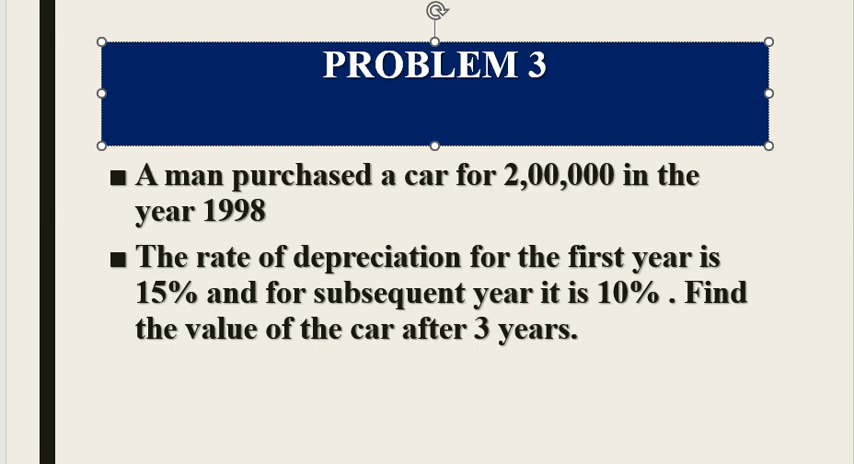 PROBLEM 3
■ A man purchased a car for 2,00,000 in the
year 1998
■ The rate of depreciation for the first year is
15% and for subsequent year it is 10% . Find
the value of the car after 3 years.